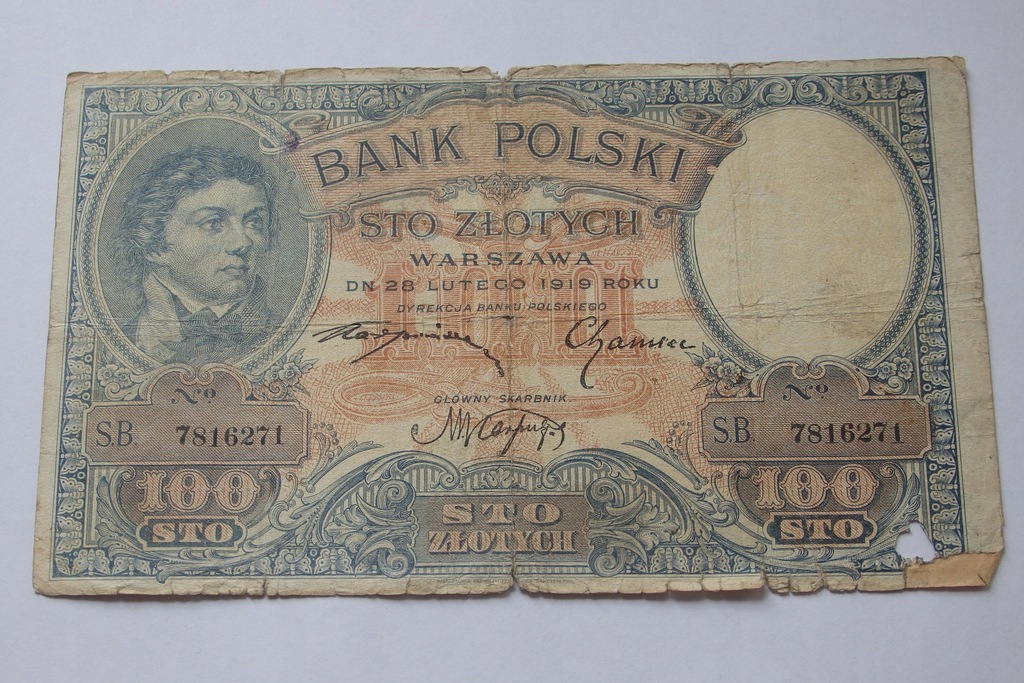 BANK POLSKI
STO ZŁOTYCH
WARSZAWA
DN 28 LUTEGO 1919 ROKU
DYREKCJA BANKU POLSKIEGO
100
GŁÓWNY SKARBNIK
No No
S.B. 7816271 S.B. 7816271
100 100
STO STO
STO
ZŁOTYCH